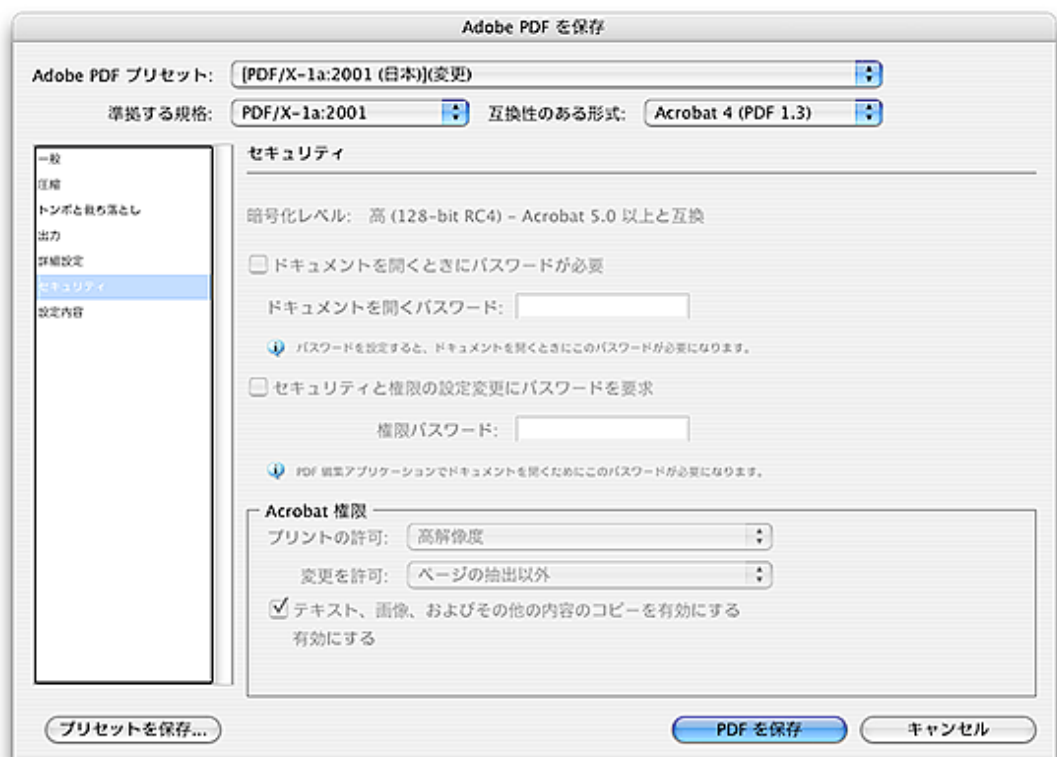 Adobe PDF を保存
Adobe PDF プリセット: [PDF/X-1a:2001 (日本)](変更)
準拠する規格: PDF/X-1a:2001 互換性のある形式: Acrobat 4 (PDF 1.3)
一般
圧縮
トンボと裁ち落とし
出力
詳細設定
セキュリティ
設定内容
セキュリティ
暗号化レベル: 高 (128-bit RC4) – Acrobat 5.0 以上と互換
ドキュメントを開くときにパスワードが必要
ドキュメントを開くパスワード:
パスワードを設定すると、ドキュメントを開くときにこのパスワードが必要になります。
セキュリティと権限の設定変更にパスワードを要求
権限パスワード:
PDF 編集アプリケーションでドキュメントを開くためにこのパスワードが必要になります。
Acrobat 権限
プリントの許可: 高解像度
変更を許可: ページの抽出以外
テキスト、画像、およびその他の内容のコピーを有効にする
有効にする
プリセットを保存... PDF を保存 キャンセル